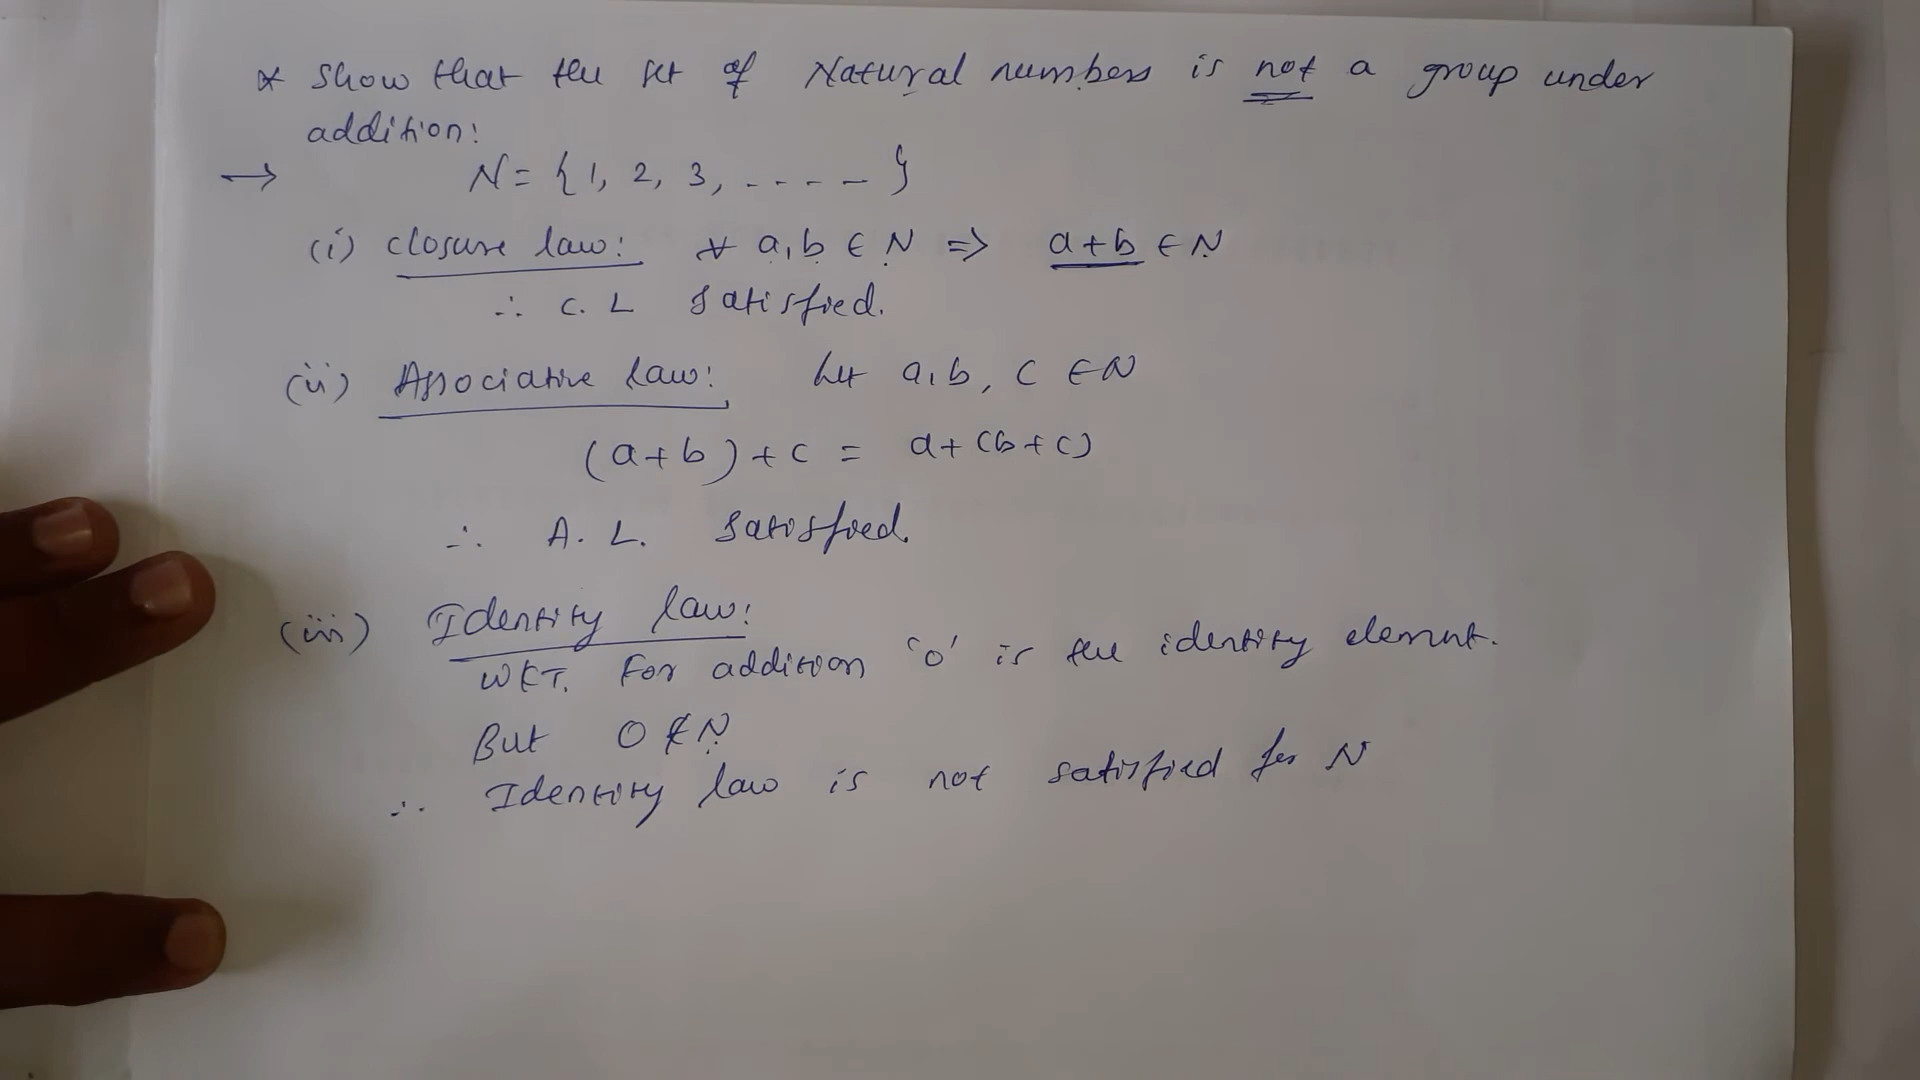 * Show that the set of Natural numbers is not a group under
addition:
→ N = {1, 2, 3, - - - - - }
(i) closure law: ∀ a, b ∈ N ⇒ a+b ∈ N
∴ C. L satisfied.
(ii) Associative law: Let a, b, c ∈ N
(a+b)+c = a+(b+c)
∴ A. L. satisfied.
(iii) Identity law:
WKT. For addition '0' is the identity element.
But 0 ∉ N
∴ Identity law is not satisfied for N